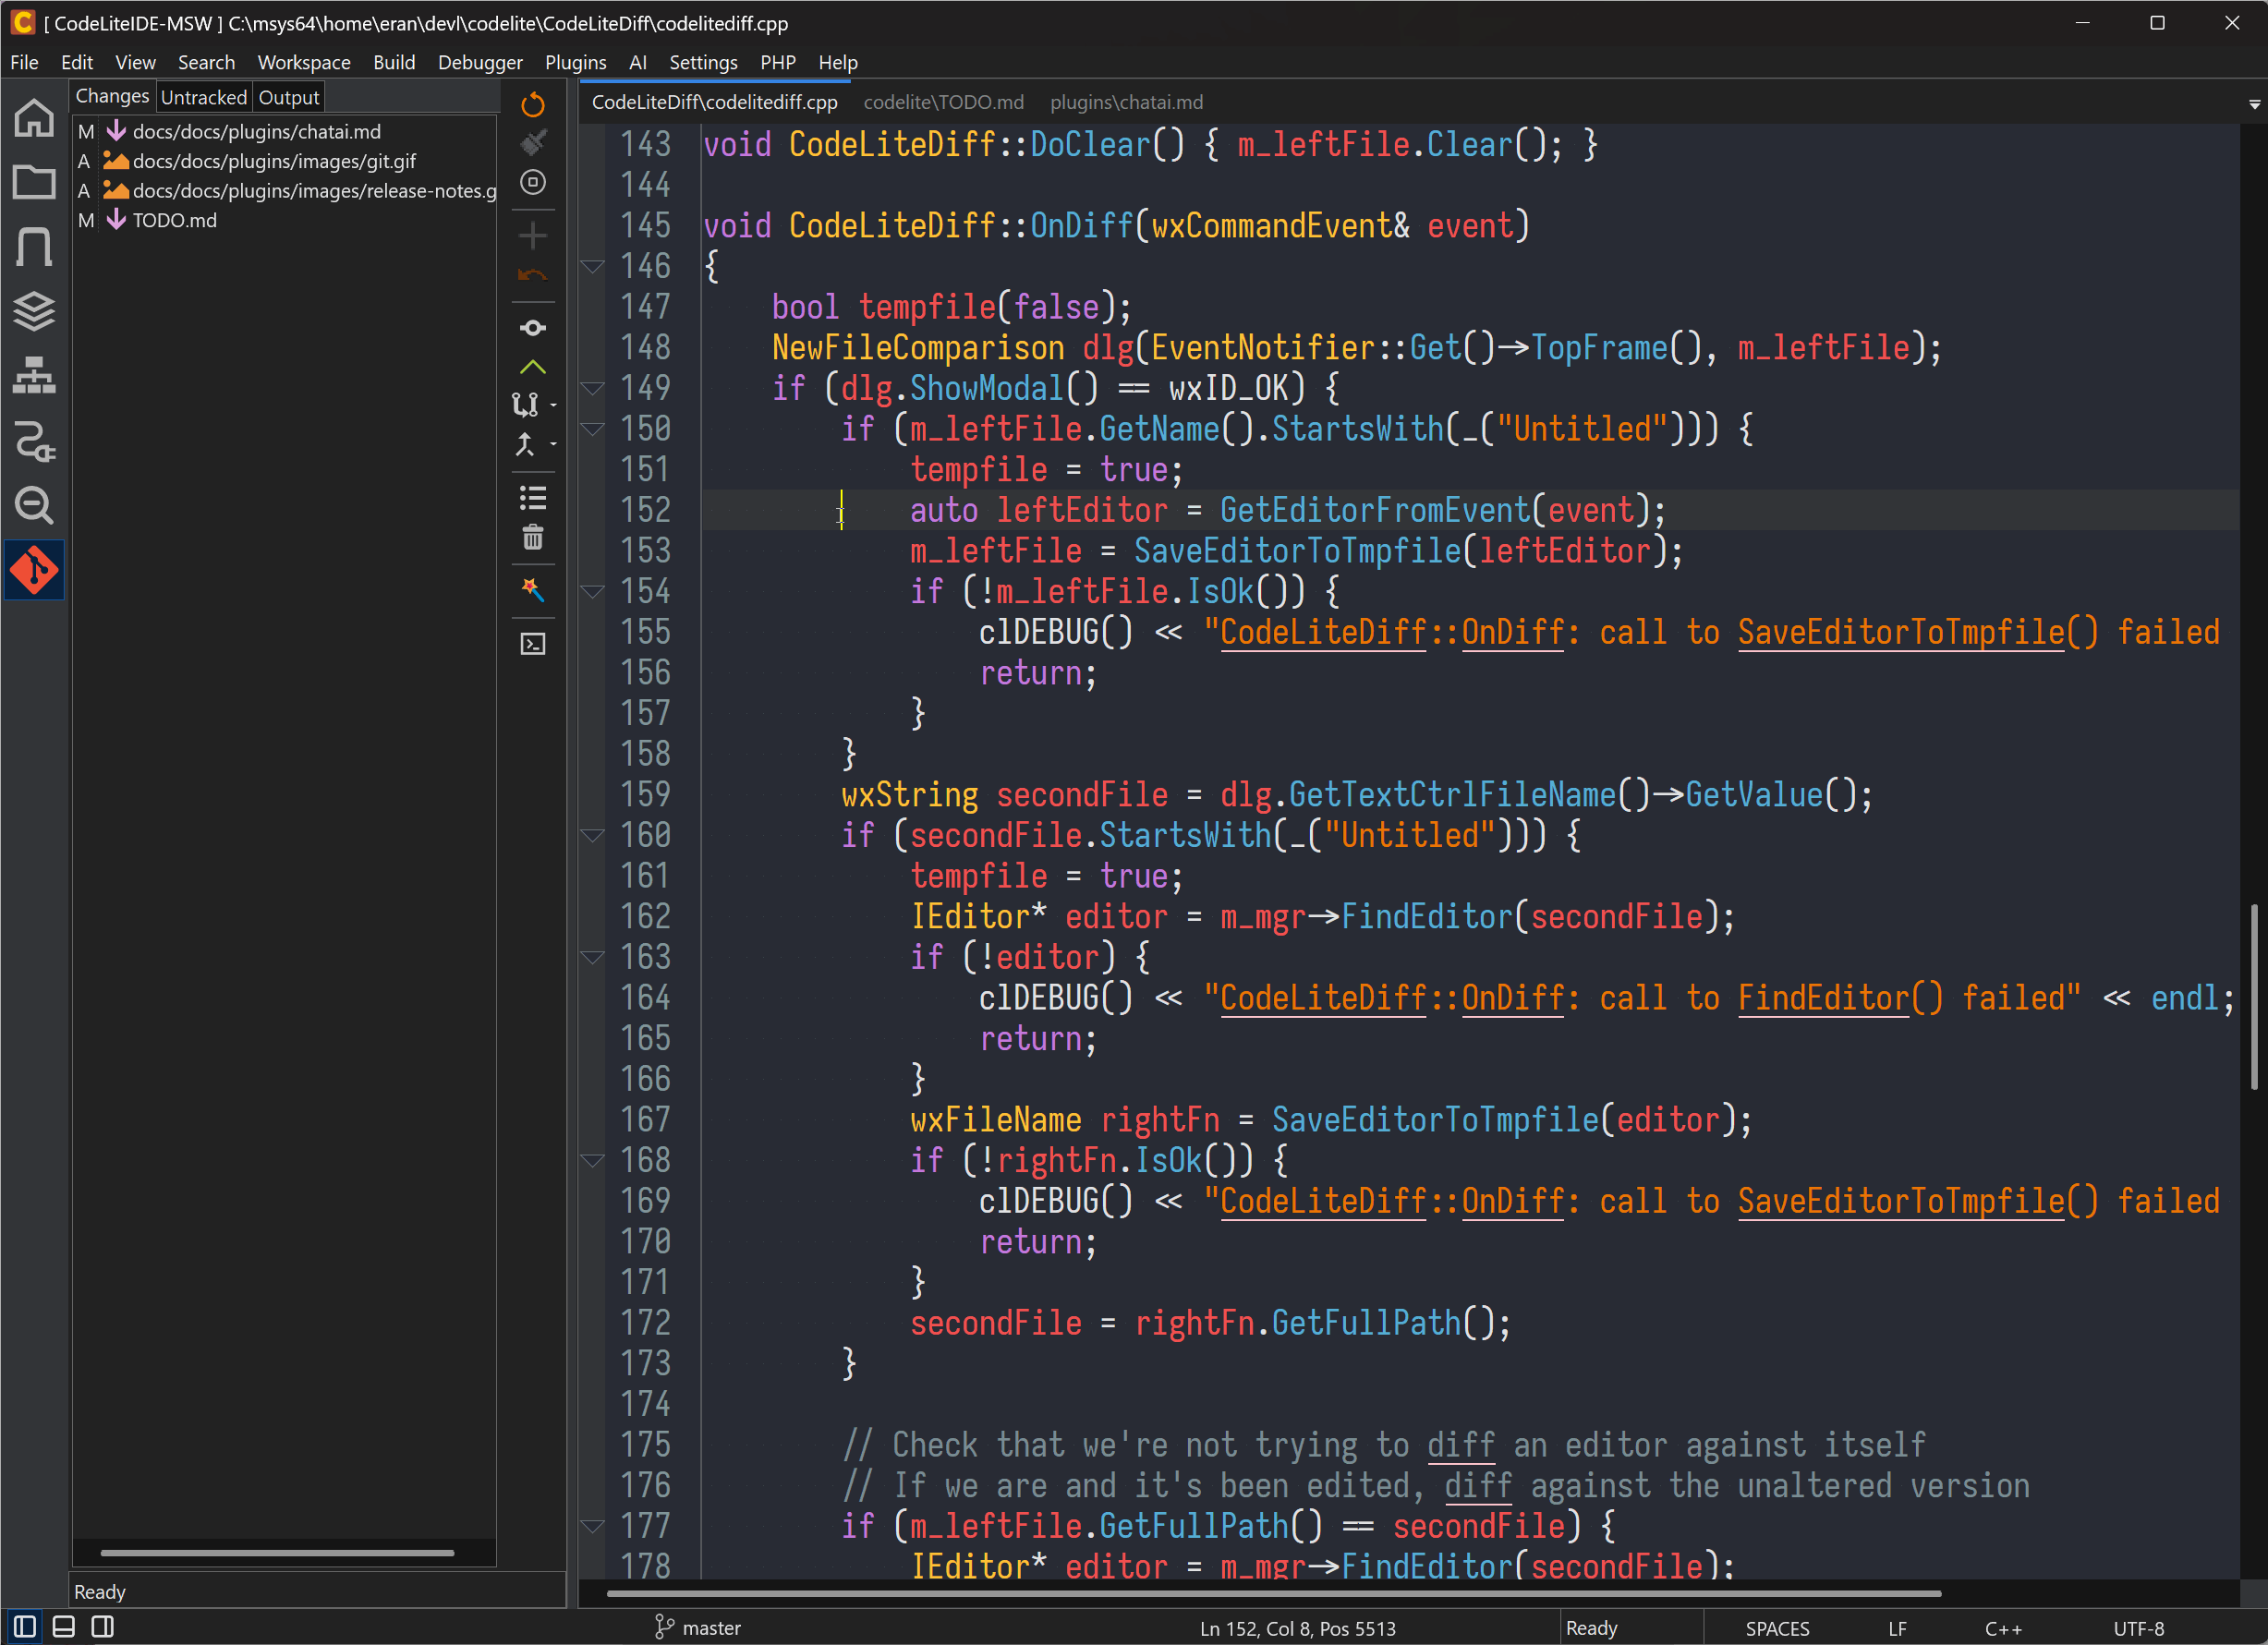 [ CodeLiteIDE-MSW ] C:\msys64\home\eran\devl\codelite\CodeLiteDiff\codelitediff.cpp
File Edit View Search Workspace Build Debugger Plugins AI Settings PHP Help
Changes Untracked Output
M docs/docs/plugins/chatai.md
A docs/docs/plugins/images/git.gif
A docs/docs/plugins/images/release-notes.g
M TODO.md
Ready
CodeLiteDiff\codelitediff.cpp codelite\TODO.md plugins\chatai.md
143 void CodeLiteDiff::DoClear() { m_leftFile.Clear(); }
144
145 void CodeLiteDiff::OnDiff(wxCommandEvent& event)
146 {
147 bool tempfile(false);
148 NewFileComparison dlg(EventNotifier::Get()->TopFrame(), m_leftFile);
149 if (dlg.ShowModal() == wxID_OK) {
150 if (m_leftFile.GetName().StartsWith(_("Untitled"))) {
151 tempfile = true;
152 auto leftEditor = GetEditorFromEvent(event);
153 m_leftFile = SaveEditorToTmpfile(leftEditor);
154 if (!m_leftFile.IsOk()) {
155 clDEBUG() << "CodeLiteDiff::OnDiff: call to SaveEditorToTmpfile() failed
156 return;
157 }
158 }
159 wxString secondFile = dlg.GetTextCtrlFileName()->GetValue();
160 if (secondFile.StartsWith(_("Untitled"))) {
161 tempfile = true;
162 IEditor* editor = m_mgr->FindEditor(secondFile);
163 if (!editor) {
164 clDEBUG() << "CodeLiteDiff::OnDiff: call to FindEditor() failed" << endl;
165 return;
166 }
167 wxFileName rightFn = SaveEditorToTmpfile(editor);
168 if (!rightFn.IsOk()) {
169 clDEBUG() << "CodeLiteDiff::OnDiff: call to SaveEditorToTmpfile() failed
170 return;
171 }
172 secondFile = rightFn.GetFullPath();
173 }
174
175 // Check that we're not trying to diff an editor against itself
176 // If we are and it's been edited, diff against the unaltered version
177 if (m_leftFile.GetFullPath() == secondFile) {
178 IEditor* editor = m_mgr->FindEditor(secondFile);
master Ln 152, Col 8, Pos 5513 Ready SPACES LF C++ UTF-8